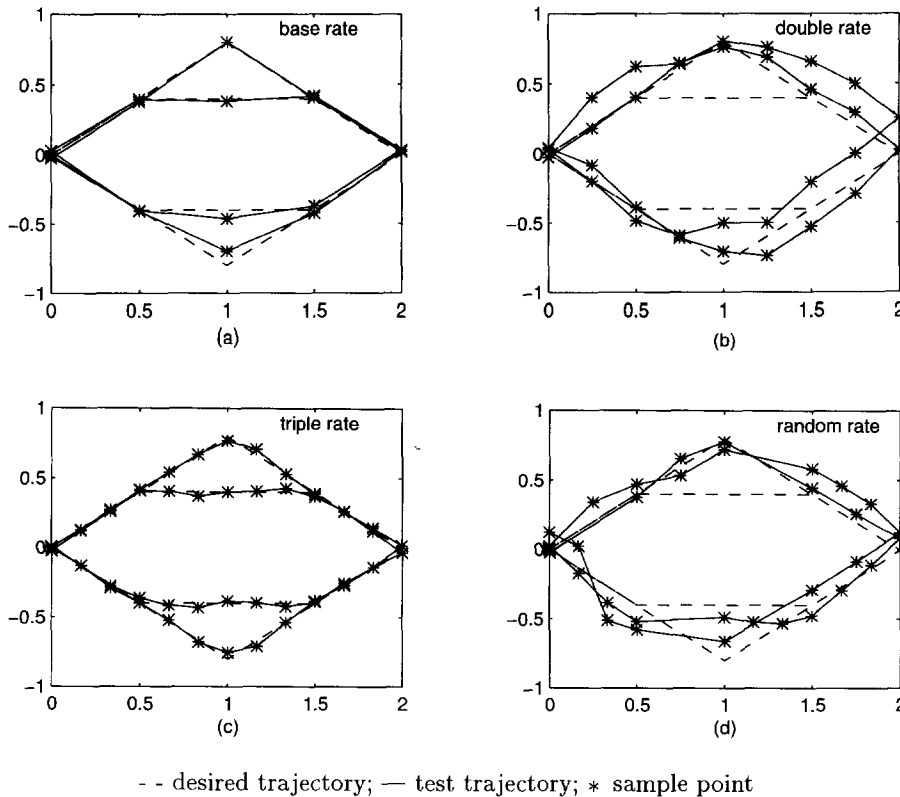 base rate
1
0.5
0
−0.5
−1
0 0.5 1 1.5 2
(a)
double rate
1
0.5
0
−0.5
−1
0 0.5 1 1.5 2
(b)
triple rate
1
0.5
0
−0.5
−1
0 0.5 1 1.5 2
(c)
random rate
1
0.5
0
−0.5
−1
0 0.5 1 1.5 2
(d)
- - desired trajectory; — test trajectory; * sample point